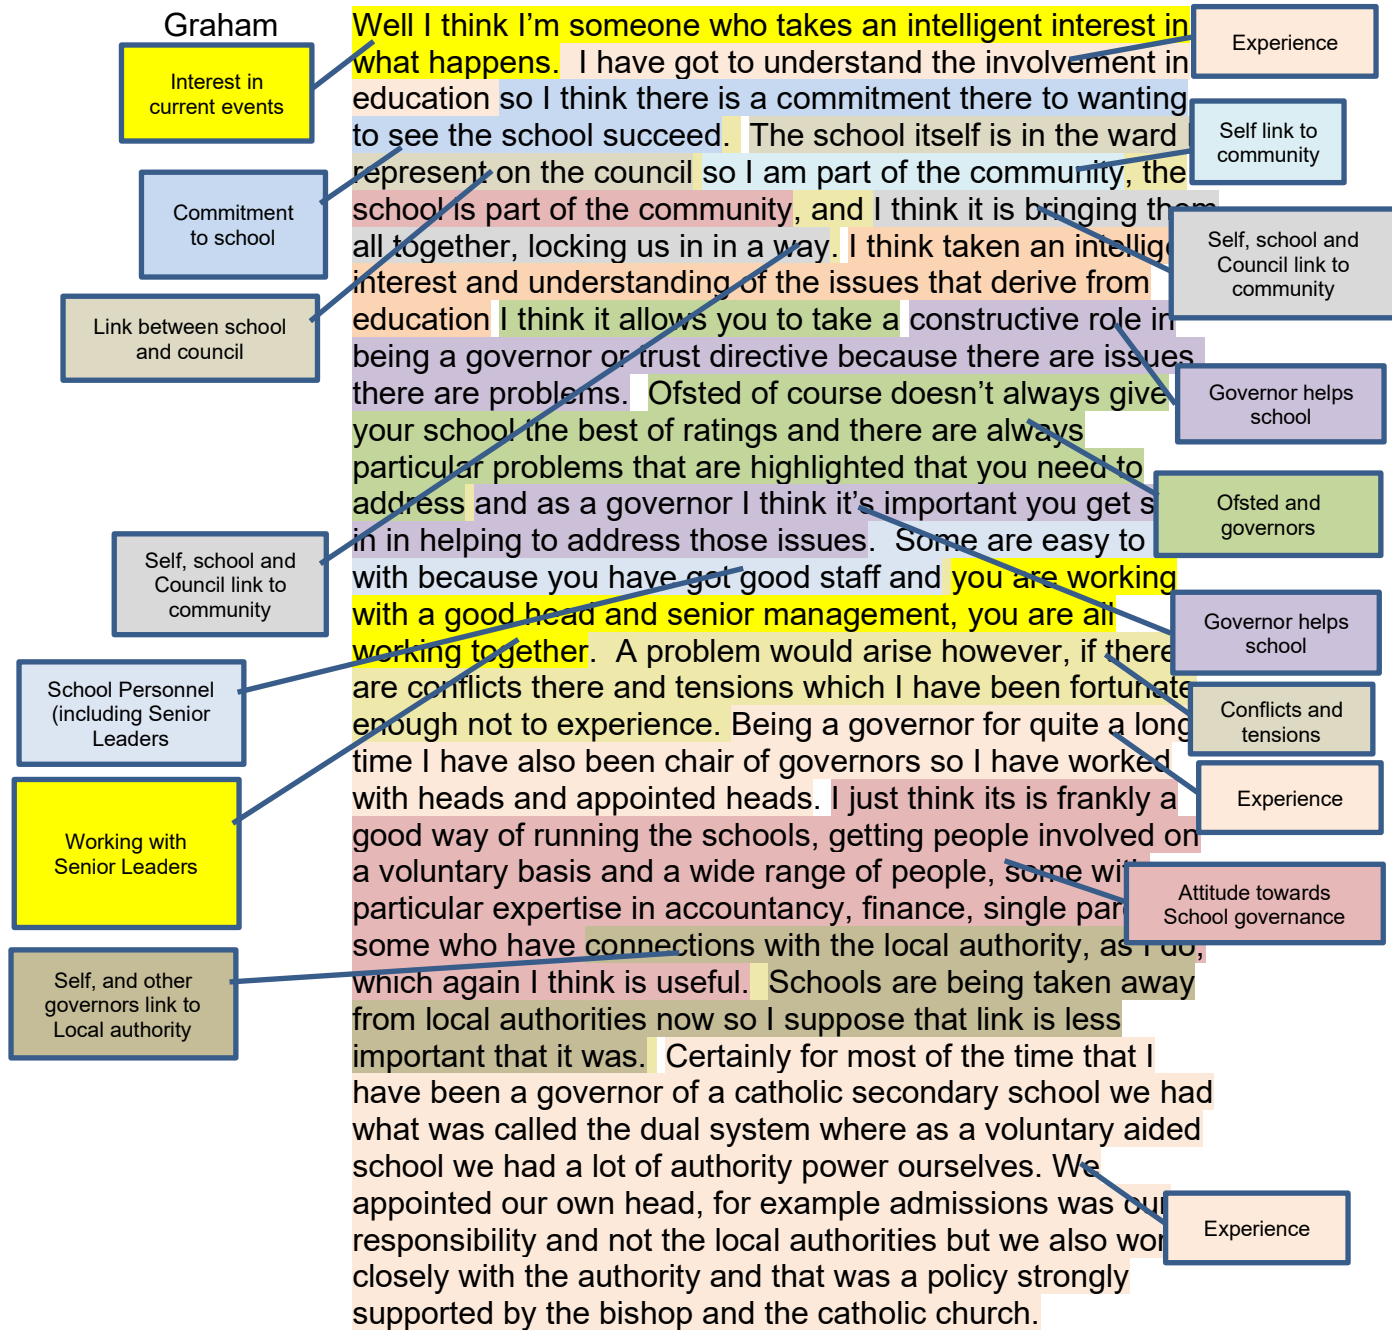 Graham
Well I think I'm someone who takes an intelligent interest in
what happens. I have got to understand the involvement in
education so I think there is a commitment there to wanting
to see the school succeed. The school itself is in the ward
represent on the council so I am part of the community, the
school is part of the community, and I think it is bringing them
all together, locking us in in a way. I think taken an
interest and understanding of the issues that derive from
education I think it allows you to take a constructive role in
being a governor or trust directive because there are issues
there are problems. Ofsted of course doesn't always give
your school the best of ratings and there are always
particular problems that are highlighted that you need to
address and as a governor I think it's important you get
in in helping to address those issues. Some are easy to
with because you have got good staff and you are working
with a good head and senior management, you are all
working together. A problem would arise however, if there
are conflicts there and tensions which I have been fortunate
enough not to experience. Being a governor for quite a long
time I have also been chair of governors so I have worked
with heads and appointed heads. I just think its is frankly a
good way of running the schools, getting people involved on
a voluntary basis and a wide range of people, some
particular expertise in accountancy, finance, single
some who have connections with the local authority, as I do,
which again I think is useful. Schools are being taken away
from local authorities now so I suppose that link is less
important that it was. Certainly for most of the time that I
have been a governor of a catholic secondary school we had
what was called the dual system where as a voluntary aided
school we had a lot of authority power ourselves. We
appointed our own head, for example admissions was our
responsibility and not the local authorities but we also
closely with the authority and that was a policy strongly
supported by the bishop and the catholic church.
Interest in
current events
Commitment
to school
Link between school
and council
Self, school and
Council link to
community
School Personnel
(including Senior
Leaders
Working with
Senior Leaders
Self, and other
governors link to
Local authority
Experience
Self link to
community
Self, school and
Council link to
community
Governor helps
school
Ofsted and
governors
Governor helps
school
Conflicts and
tensions
Experience
Attitude towards
School governance
Experience